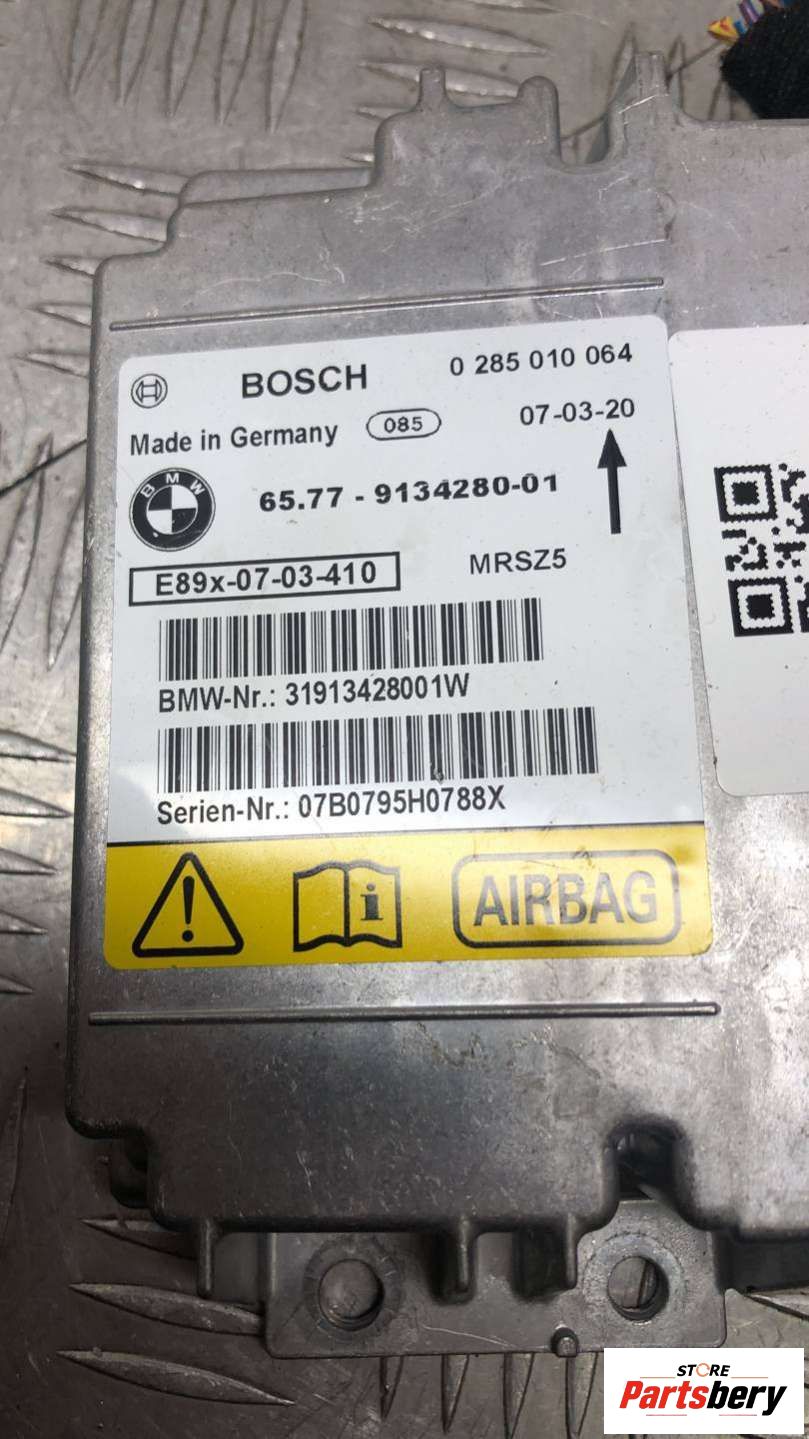 BOSCH 0 285 010 064
Made in Germany 085 07-03-20
BMW 65.77 - 9134280-01
E89x-07-03-410 MRSZ5
BMW-Nr.: 31913428001W
Serien-Nr.: 07B0795H0788X
! i AIRBAG
STORE
Partsbery